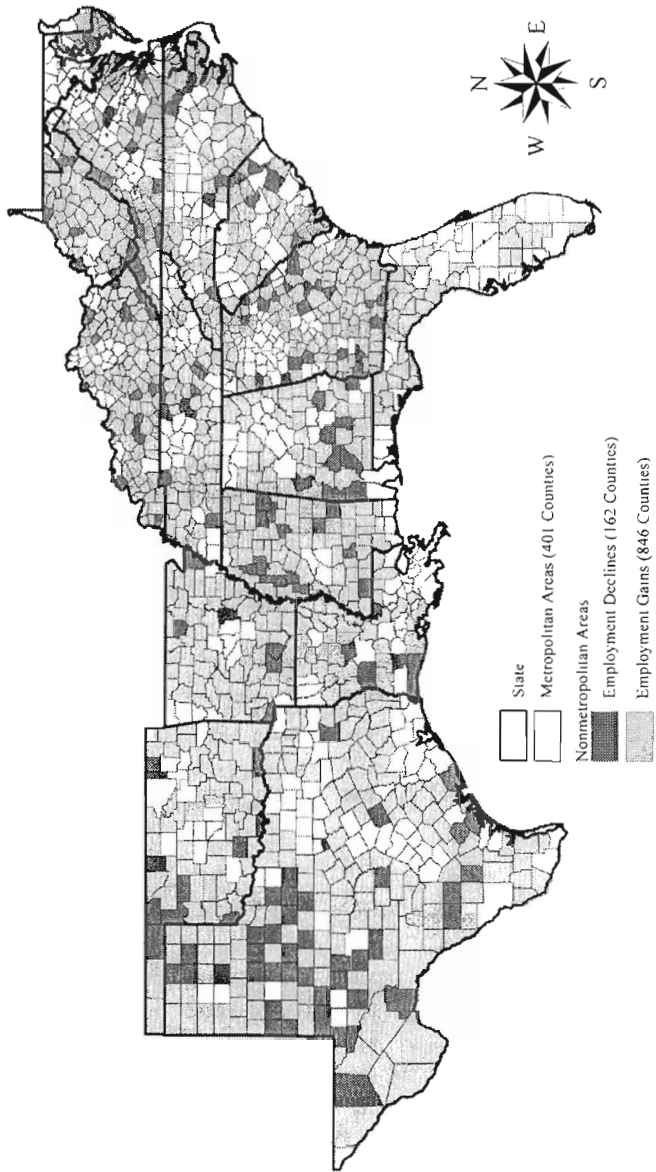 N
W
E
S
State
Metropolitan Areas (401 Counties)
Nonmetropolitan Areas
Employment Declines (162 Counties)
Employment Gains (846 Counties)